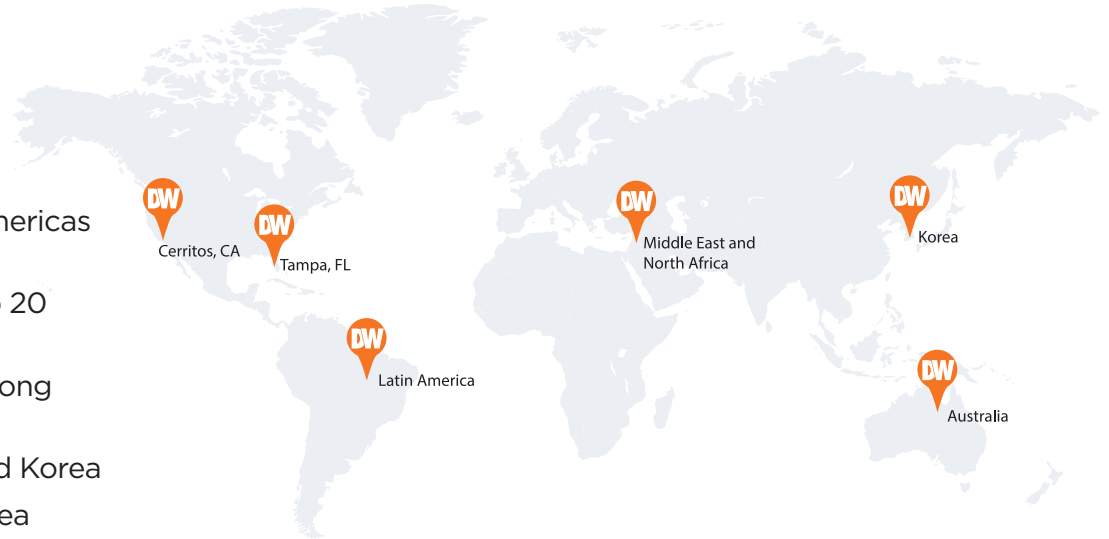 mericas
20
ong
d Korea
ea
DW
Cerritos, CA
DW
Tampa, FL
DW
Latin America
DW
Middle East and
North Africa
DW
Korea
DW
Australia